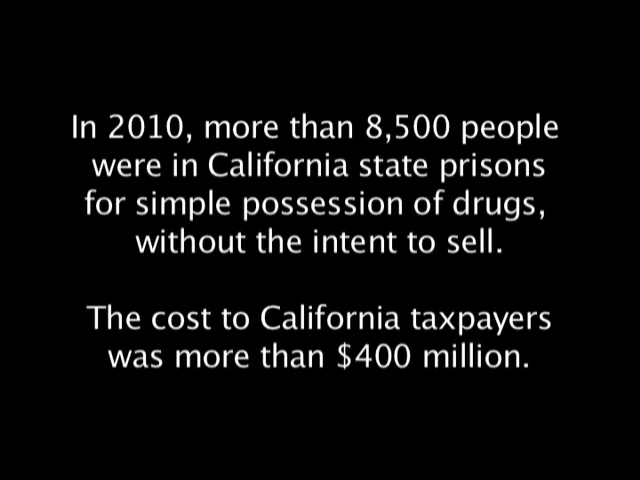 In 2010, more than 8,500 people
were in California state prisons
for simple possession of drugs,
without the intent to sell.
The cost to California taxpayers
was more than $400 million.